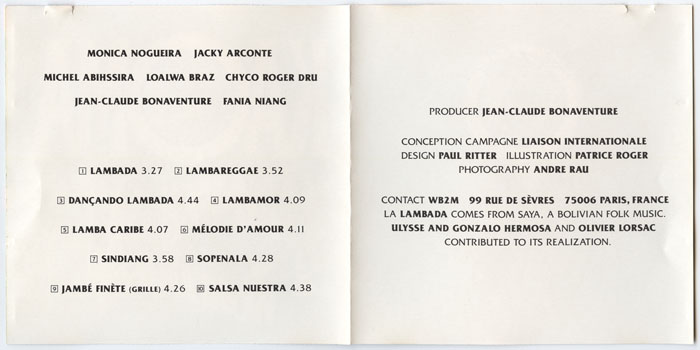 MONICA NOGUEIRA JACKY ARCONTE
MICHEL ABIHSSIRA LOALWA BRAZ CHYCO ROGER DRU
JEAN-CLAUDE BONAVENTURE FANIA NIANG
1 LAMBADA 3.27 2 LAMBAREGGAE 3.52
3 DANÇANDO LAMBADA 4.44 4 LAMBAMOR 4.09
5 LAMBA CARIBE 4.07 6 MÉLODIE D'AMOUR 4.11
7 SINDIANG 3.58 8 SOPENALA 4.28
9 JAMBÉ FINÈTE (GRILLE) 4.26 10 SALSA NUESTRA 4.38
PRODUCER JEAN-CLAUDE BONAVENTURE
CONCEPTION CAMPAGNE LIAISON INTERNATIONALE
DESIGN PAUL RITTER ILLUSTRATION PATRICE ROGER
PHOTOGRAPHY ANDRE RAU
CONTACT WB2M 99 RUE DE SÈVRES 75006 PARIS, FRANCE
LA LAMBADA COMES FROM SAYA, A BOLIVIAN FOLK MUSIC.
ULYSSE AND GONZALO HERMOSA AND OLIVIER LORSAC
CONTRIBUTED TO ITS REALIZATION.